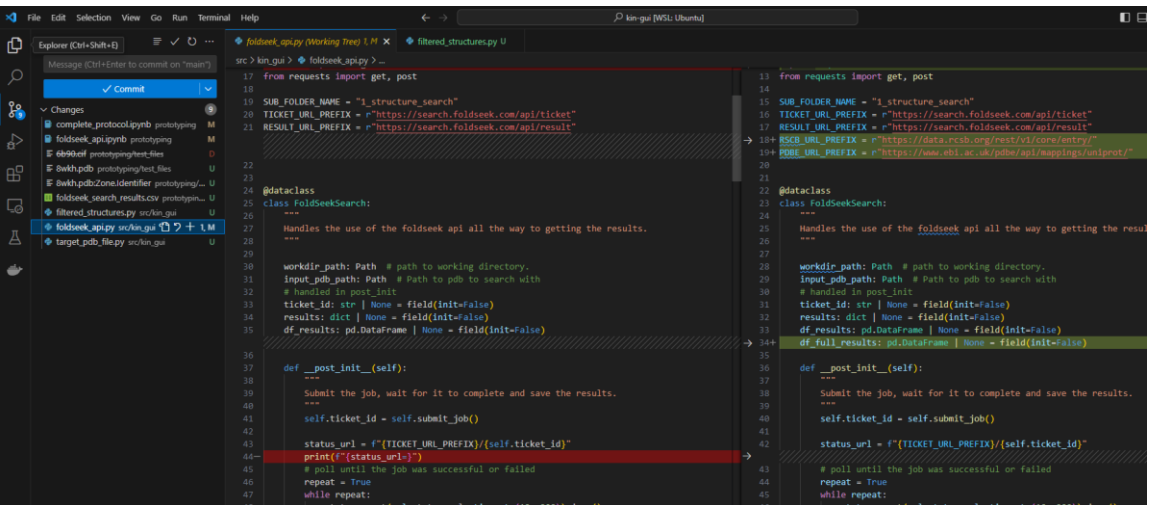 File Edit Selection View Go Run Terminal Help
kin-gui [WSL: Ubuntu]
Explorer (Ctrl+Shift+E)
Message (Ctrl+Enter to commit on "main")
Commit
Changes 9
complete_protocol.ipynb prototyping M
foldseek_api.ipynb prototyping M
6b90.cif prototyping/test_files D
8wkh.pdb prototyping/test_files U
8wkh.pdb:Zone.Identifier prototyping/... U
foldseek_search_results.csv prototypin... U
filtered_structures.py src/kin_gui U
foldseek_api.py src/kin_gui 1, M
target_pdb_file.py src/kin_gui U
9
foldseek_api.py (Working Tree) 1, M
filtered_structures.py U
src > kin_gui > foldseek_api.py > ...
17 from requests import get, post
18
19 SUB_FOLDER_NAME = "1_structure_search"
20 TICKET_URL_PREFIX = r"https://search.foldseek.com/api/ticket"
21 RESULT_URL_PREFIX = r"https://search.foldseek.com/api/result"
22
23
24 @dataclass
25 class FoldSeekSearch:
26 """
27 Handles the use of the foldseek api all the way to getting the results.
28 """
29
30 workdir_path: Path # path to working directory.
31 input_pdb_path: Path # Path to pdb to search with
32 # handled in post_init
33 ticket_id: str | None = field(init=False)
34 results: dict | None = field(init=False)
35 df_results: pd.DataFrame | None = field(init=False)
36
37 def __post_init__(self):
38 """
39 Submit the job, wait for it to complete and save the results.
40 """
41 self.ticket_id = self.submit_job()
42
43 status_url = f"{TICKET_URL_PREFIX}/{self.ticket_id}"
44— print(f"{status_url=}")
45 # poll until the job was successful or failed
46 repeat = True
47 while repeat:
13 from requests import get, post
14
15 SUB_FOLDER_NAME = "1_structure_search"
16 TICKET_URL_PREFIX = r"https://search.foldseek.com/api/ticket"
17 RESULT_URL_PREFIX = r"https://search.foldseek.com/api/result"
18+ RSCB_URL_PREFIX = r"https://data.rcsb.org/rest/v1/core/entry/"
19+ PDBE_URL_PREFIX = r"https://www.ebi.ac.uk/pdbe/api/mappings/uniprot/"
20
21
22 @dataclass
23 class FoldSeekSearch:
24 """
25 Handles the use of the foldseek api all the way to getting the resul
26 """
27
28 workdir_path: Path # path to working directory.
29 input_pdb_path: Path # Path to pdb to search with
30 # handled in post_init
31 ticket_id: str | None = field(init=False)
32 results: dict | None = field(init=False)
33 df_results: pd.DataFrame | None = field(init=False)
34+ df_full_results: pd.DataFrame | None = field(init=False)
35
36 def __post_init__(self):
37 """
38 Submit the job, wait for it to complete and save the results.
39 """
40 self.ticket_id = self.submit_job()
41
42 status_url = f"{TICKET_URL_PREFIX}/{self.ticket_id}"
43 # poll until the job was successful or failed
44 repeat = True
45 while repeat: